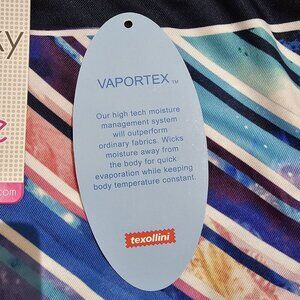 VAPORTEX™
Our high tech moisture
management system
will outperform
ordinary fabrics. Wicks
moisture away from
the body for quick
evaporation while keeping
body temperature constant.
texollini
.com